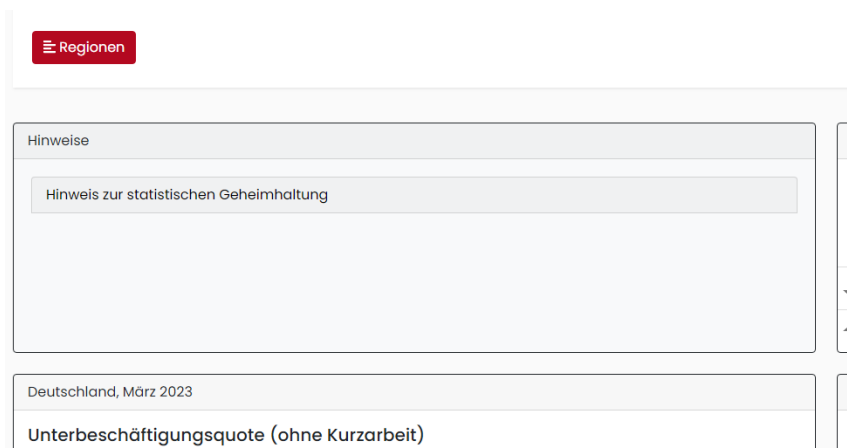 Regionen
Hinweise
Hinweis zur statistischen Geheimhaltung
Deutschland, März 2023
Unterbeschäftigungsquote (ohne Kurzarbeit)